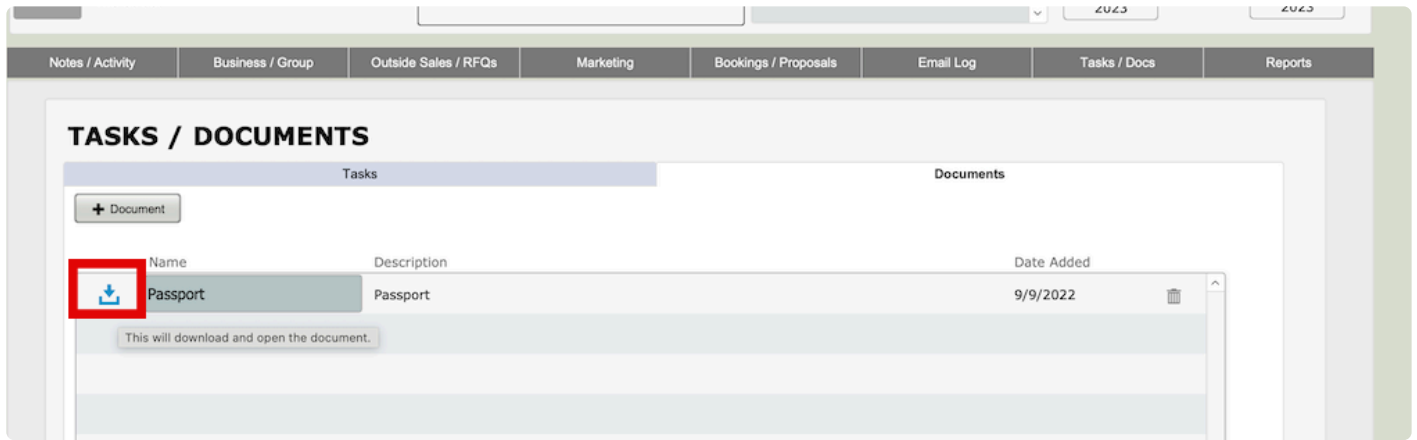 2023 2023
Notes / Activity Business / Group Outside Sales / RFQs Marketing Bookings / Proposals Email Log Tasks / Docs Reports
TASKS / DOCUMENTS
Tasks Documents
+ Document
Name Description Date Added
Passport Passport 9/9/2022
This will download and open the document.